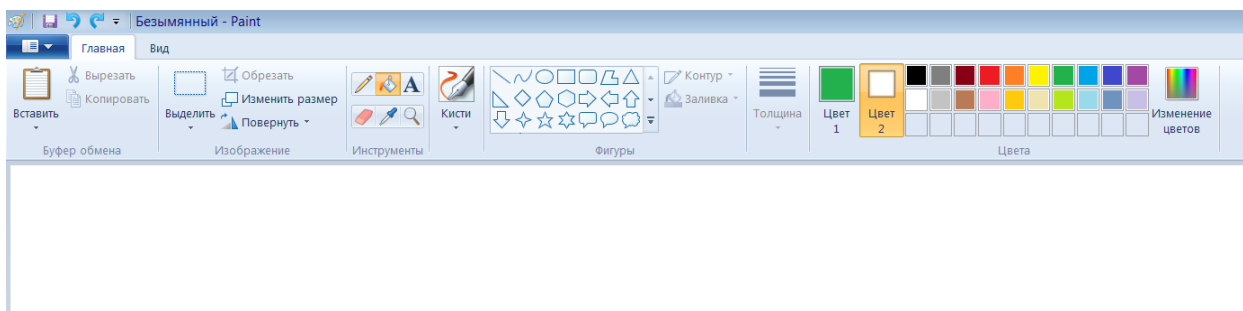 Безымянный - Paint
Главная Вид
Вставить
Вырезать
Копировать
Буфер обмена
Выделить
Обрезать
Изменить размер
Повернуть
Изображение
A
Инструменты
Кисти
Контур
Заливка
Фигуры
Толщина
Цвет
1
Цвет
2
Изменение
цветов
Цвета